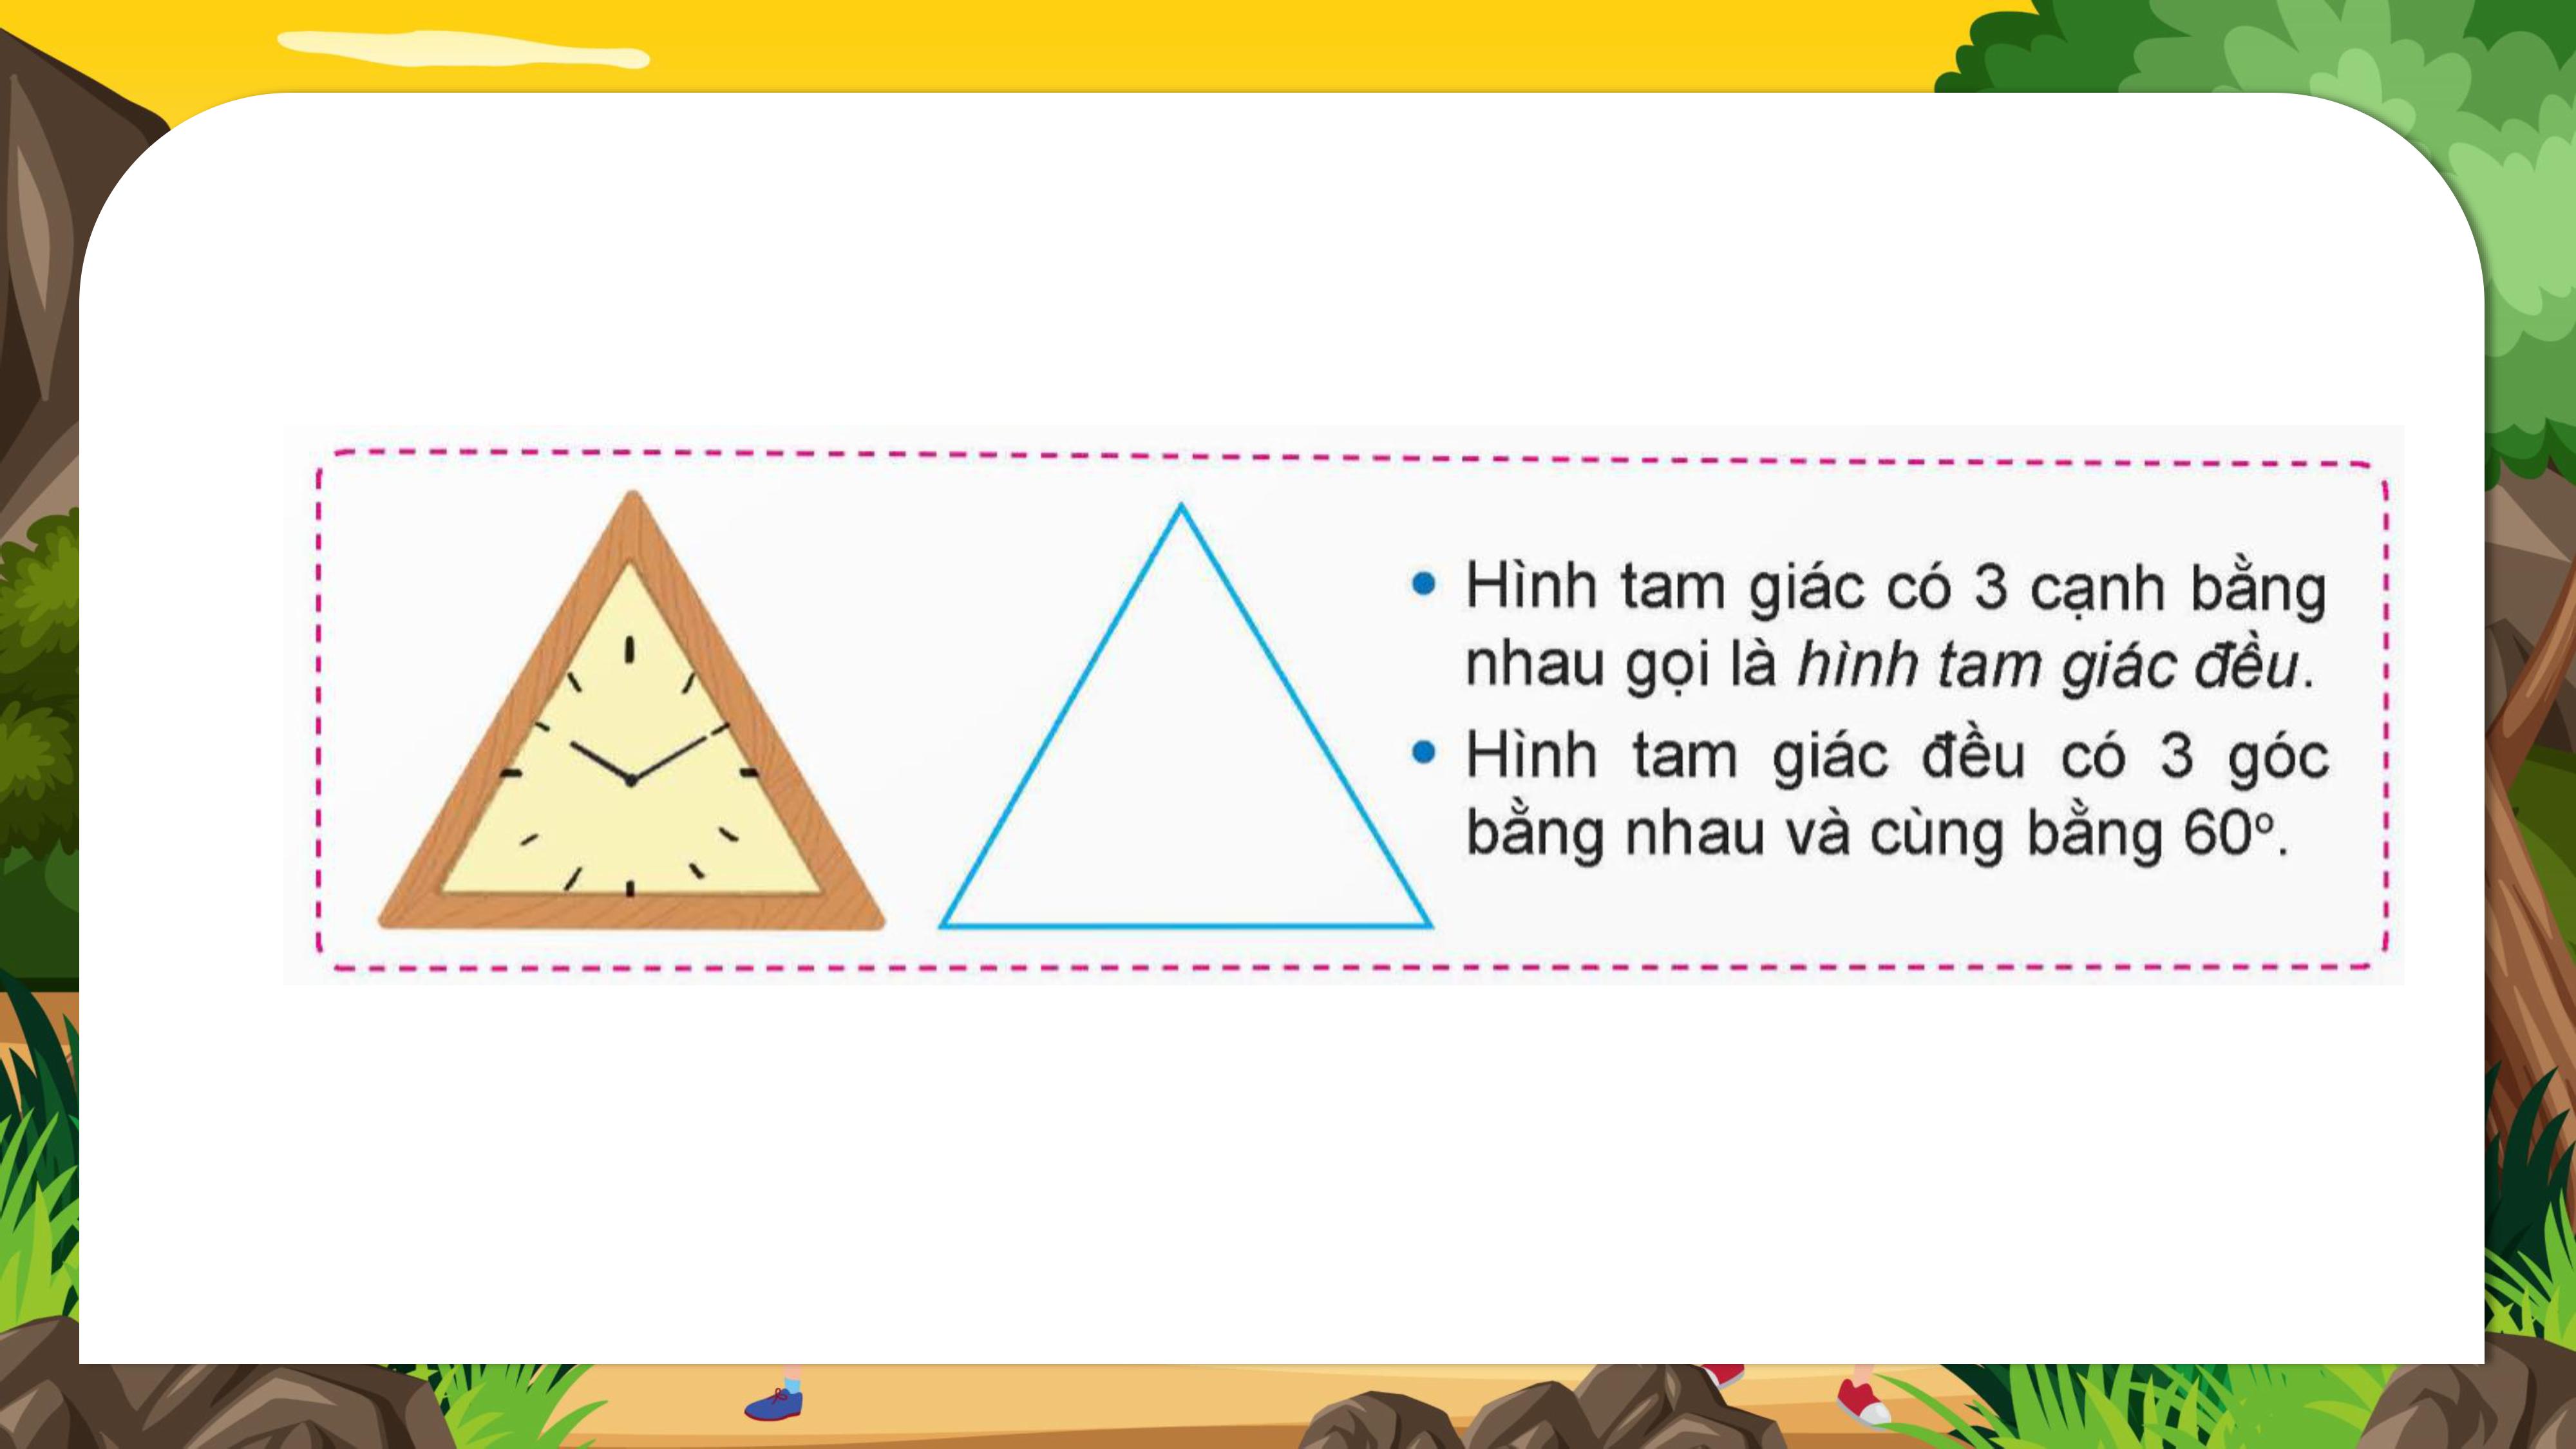 • Hình tam giác có 3 cạnh bằng
nhau gọi là hình tam giác đều.
• Hình tam giác đều có 3 góc
bằng nhau và cùng bằng 60º.